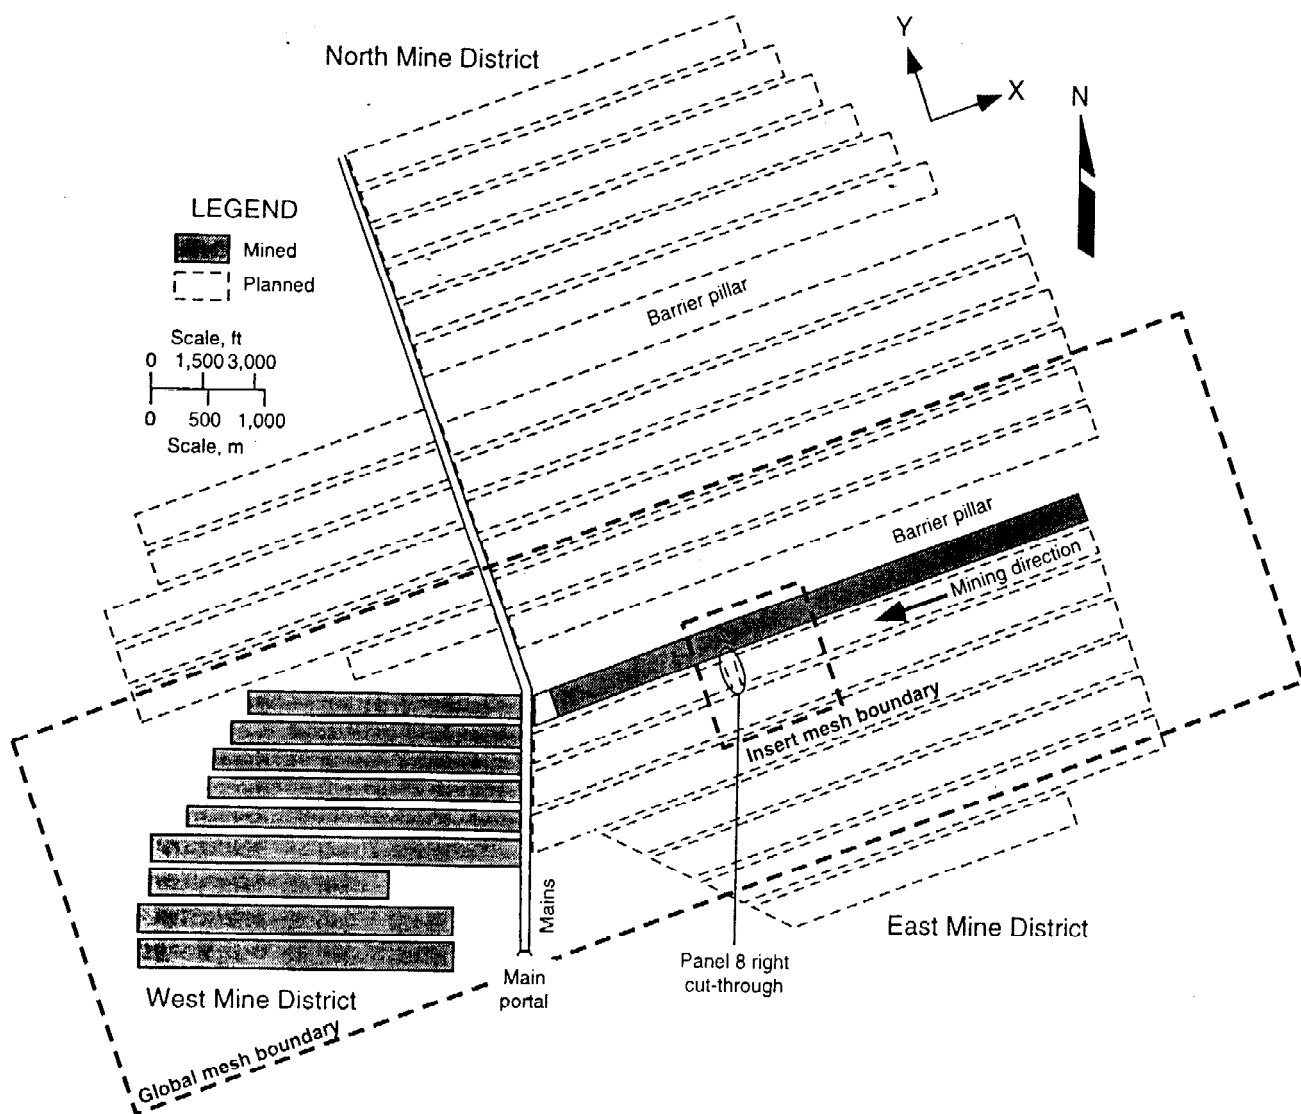 North Mine District
Y
X
N
LEGEND
Mined
Planned
Scale, ft
0 1,500 3,000
0 500 1,000
Scale, m
Barrier pillar
Barrier pillar
Mining direction
Insert mesh boundary
Mains
East Mine District
Panel 8 right
cut-through
Main
portal
West Mine District
Global mesh boundary